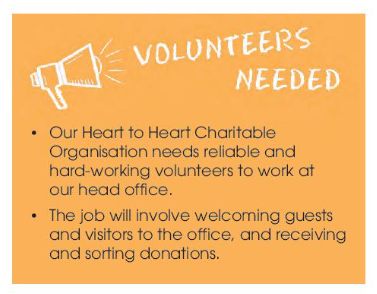 VOLUNTEERS
NEEDED
• Our Heart to Heart Charitable
Organisation needs reliable and
hard-working volunteers to work at
our head office.
• The job will involve welcoming guests
and visitors to the office, and receiving
and sorting donations.